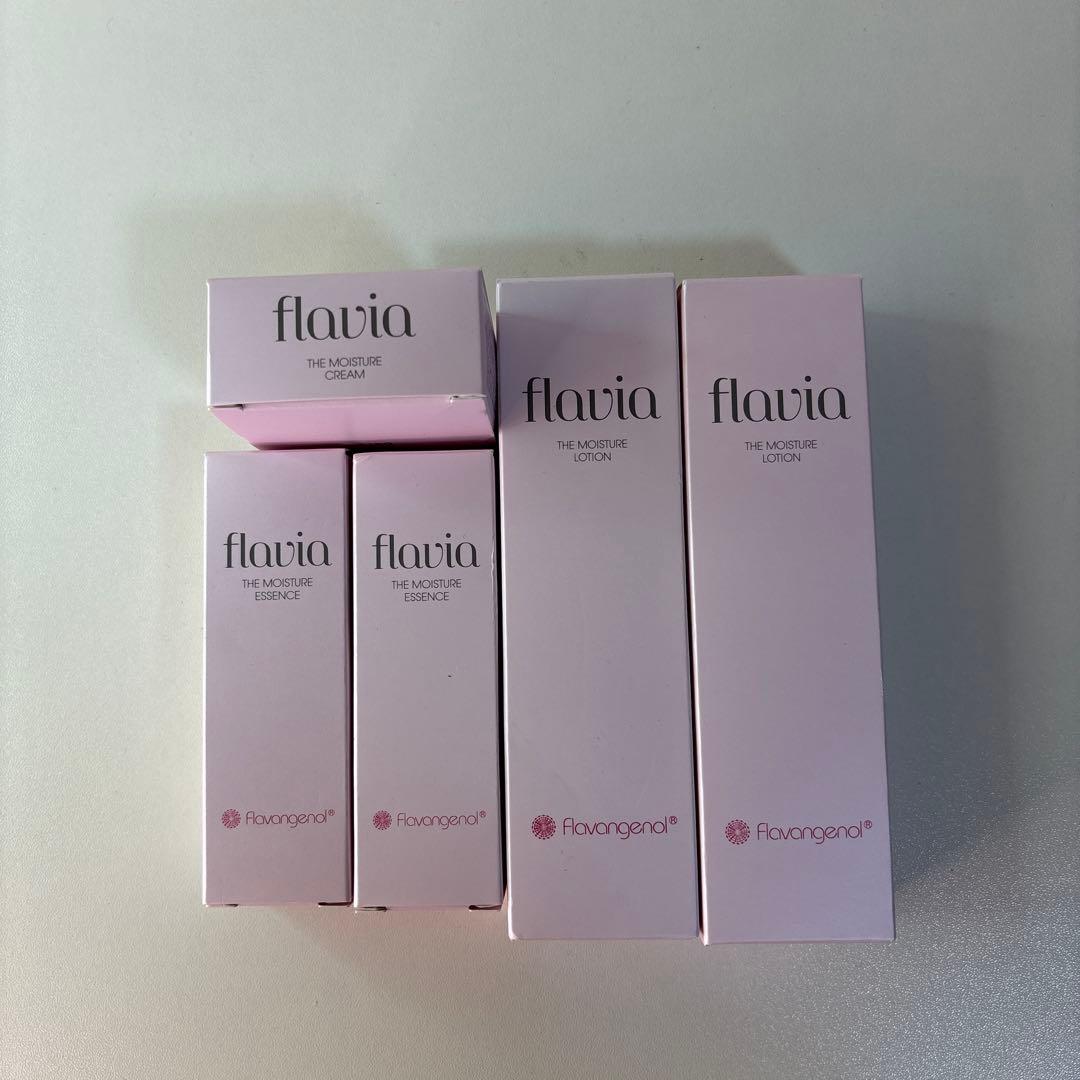 flavia
THE MOISTURE
CREAM
flavia
THE MOISTURE
ESSENCE
Flavangenol®
flavia
THE MOISTURE
ESSENCE
Flavangenol®
flavia
THE MOISTURE
LOTION
Flavangenol®
flavia
THE MOISTURE
LOTION
Flavangenol®